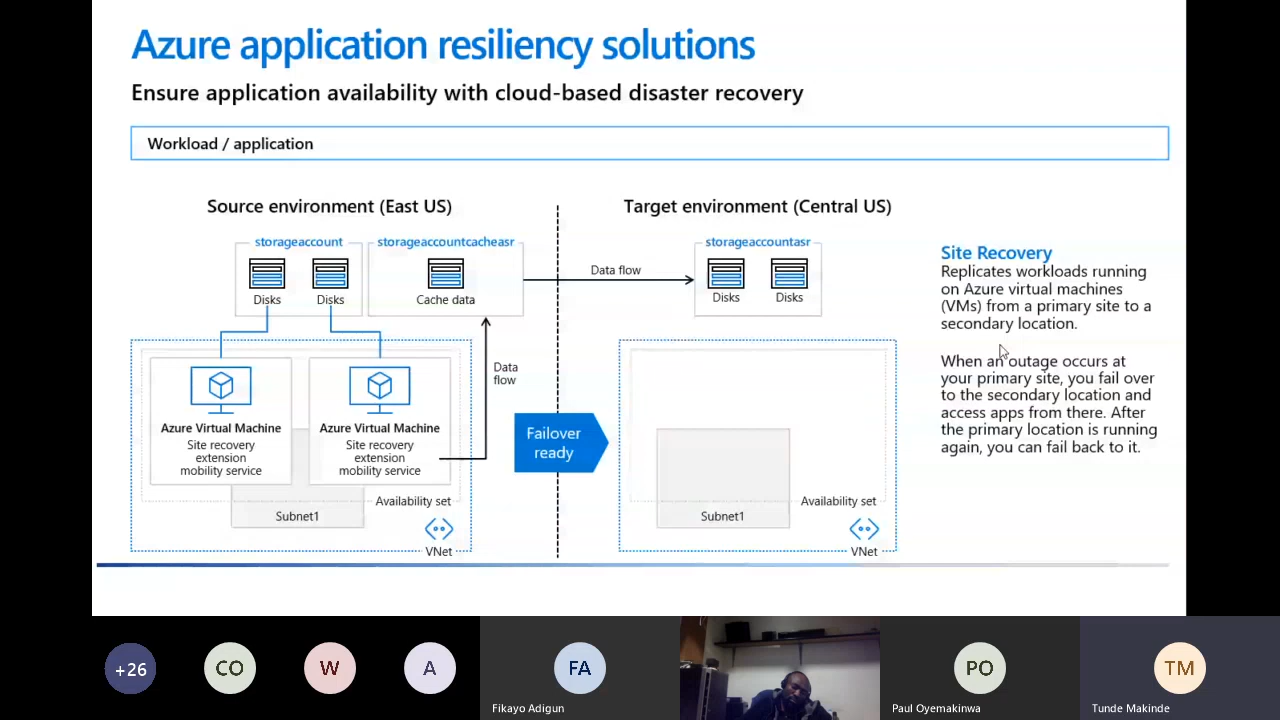 Azure application resiliency solutions
Ensure application availability with cloud-based disaster recovery
Workload / application
Source environment (East US)
Target environment (Central US)
storageaccount
storageaccountcacheasr
storageaccountasr
Disks
Disks
Cache data
Data flow
Disks
Disks
Site Recovery
Replicates workloads running
on Azure virtual machines
(VMs) from a primary site to a
secondary location.
When an outage occurs at
your primary site, you fail over
to the secondary location and
access apps from there. After
the primary location is running
again, you can fail back to it.
Data
flow
Azure Virtual Machine
Site recovery
extension
mobility service
Azure Virtual Machine
Site recovery
extension
mobility service
Failover
ready
Availability set
Subnet1
VNet
Availability set
Subnet1
VNet
+26
CO
W
A
FA
Fikayo Adigun
PO
Paul Oyemakinwa
TM
Tunde Makinde